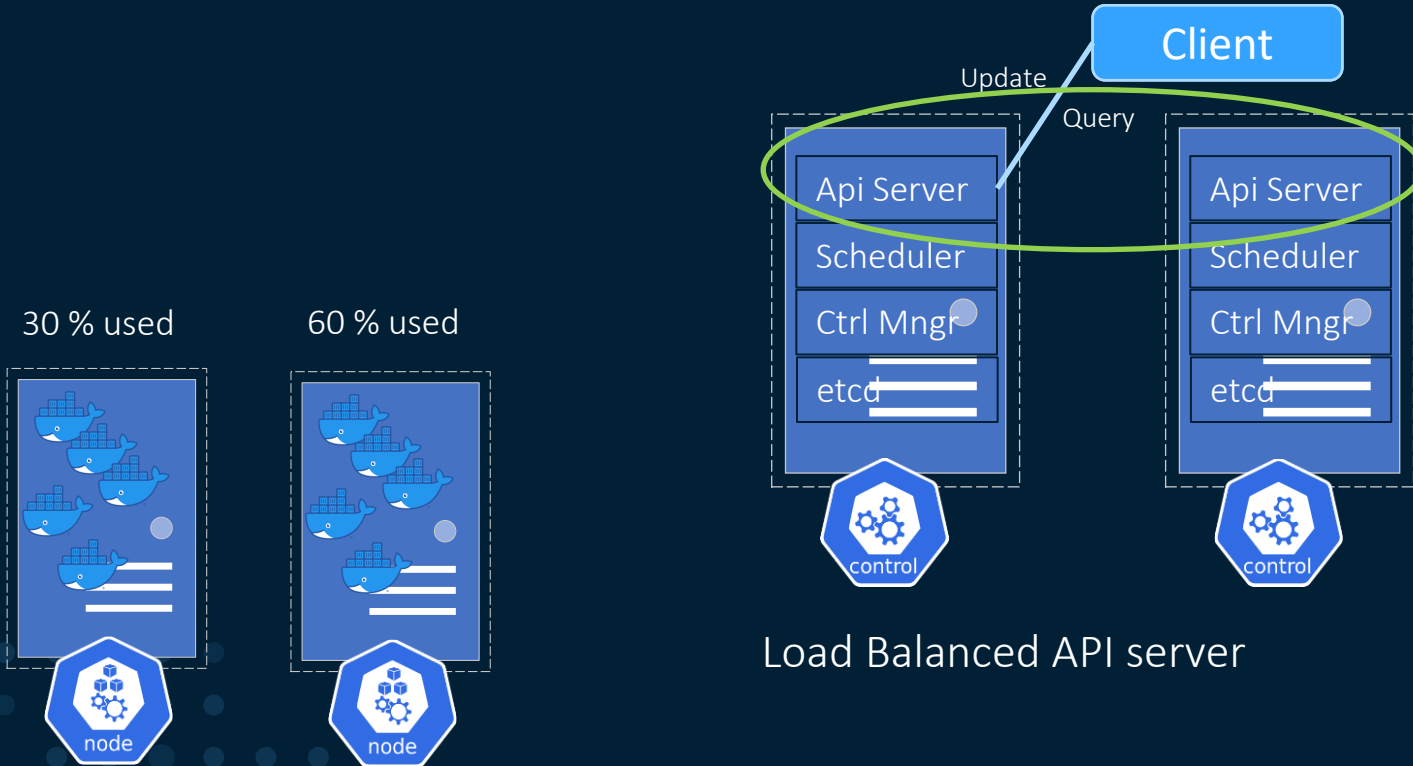 Client
Update
Query
Api Server
Scheduler
Ctrl Mngr
etcd
control
Api Server
Scheduler
Ctrl Mngr
etcd
control
30 % used
60 % used
node
node
Load Balanced API server